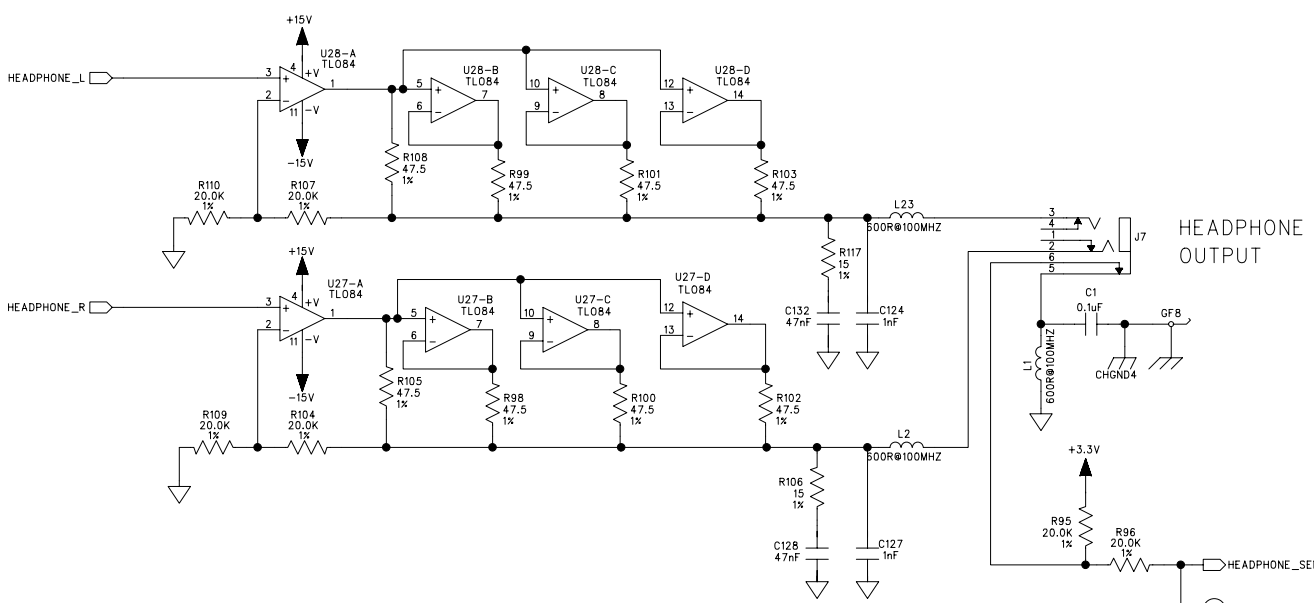 +15V
U28-A
TL084
4
+V
HEADPHONE_L
3
+
2
-
1
11
-V
-15V
U28-B
TL084
5
+
6
-
7
U28-C
TL084
10
+
9
-
8
U28-D
TL084
12
+
13
-
14
R108
47.5
1%
R99
47.5
1%
R101
47.5
1%
R103
47.5
1%
R110
20.0K
1%
R107
20.0K
1%
L23
600R@100MHZ
R117
15
1%
C132
47nF
C124
1nF
3
4
1
2
6
5
J7
HEADPHONE
OUTPUT
+15V
U27-A
TL084
4
+V
HEADPHONE_R
3
+
2
-
1
11
-V
-15V
U27-B
TL084
5
+
6
-
7
U27-C
TL084
10
+
9
-
8
U27-D
TL084
12
+
13
-
14
R105
47.5
1%
R98
47.5
1%
R100
47.5
1%
R102
47.5
1%
R109
20.0K
1%
R104
20.0K
1%
L2
600R@100MHZ
R106
15
1%
C128
47nF
C127
1nF
C1
0.1uF
GF8
CHGND4
L1
600R@100MHZ
+3.3V
R95
20.0K
1%
R96
20.0K
1%